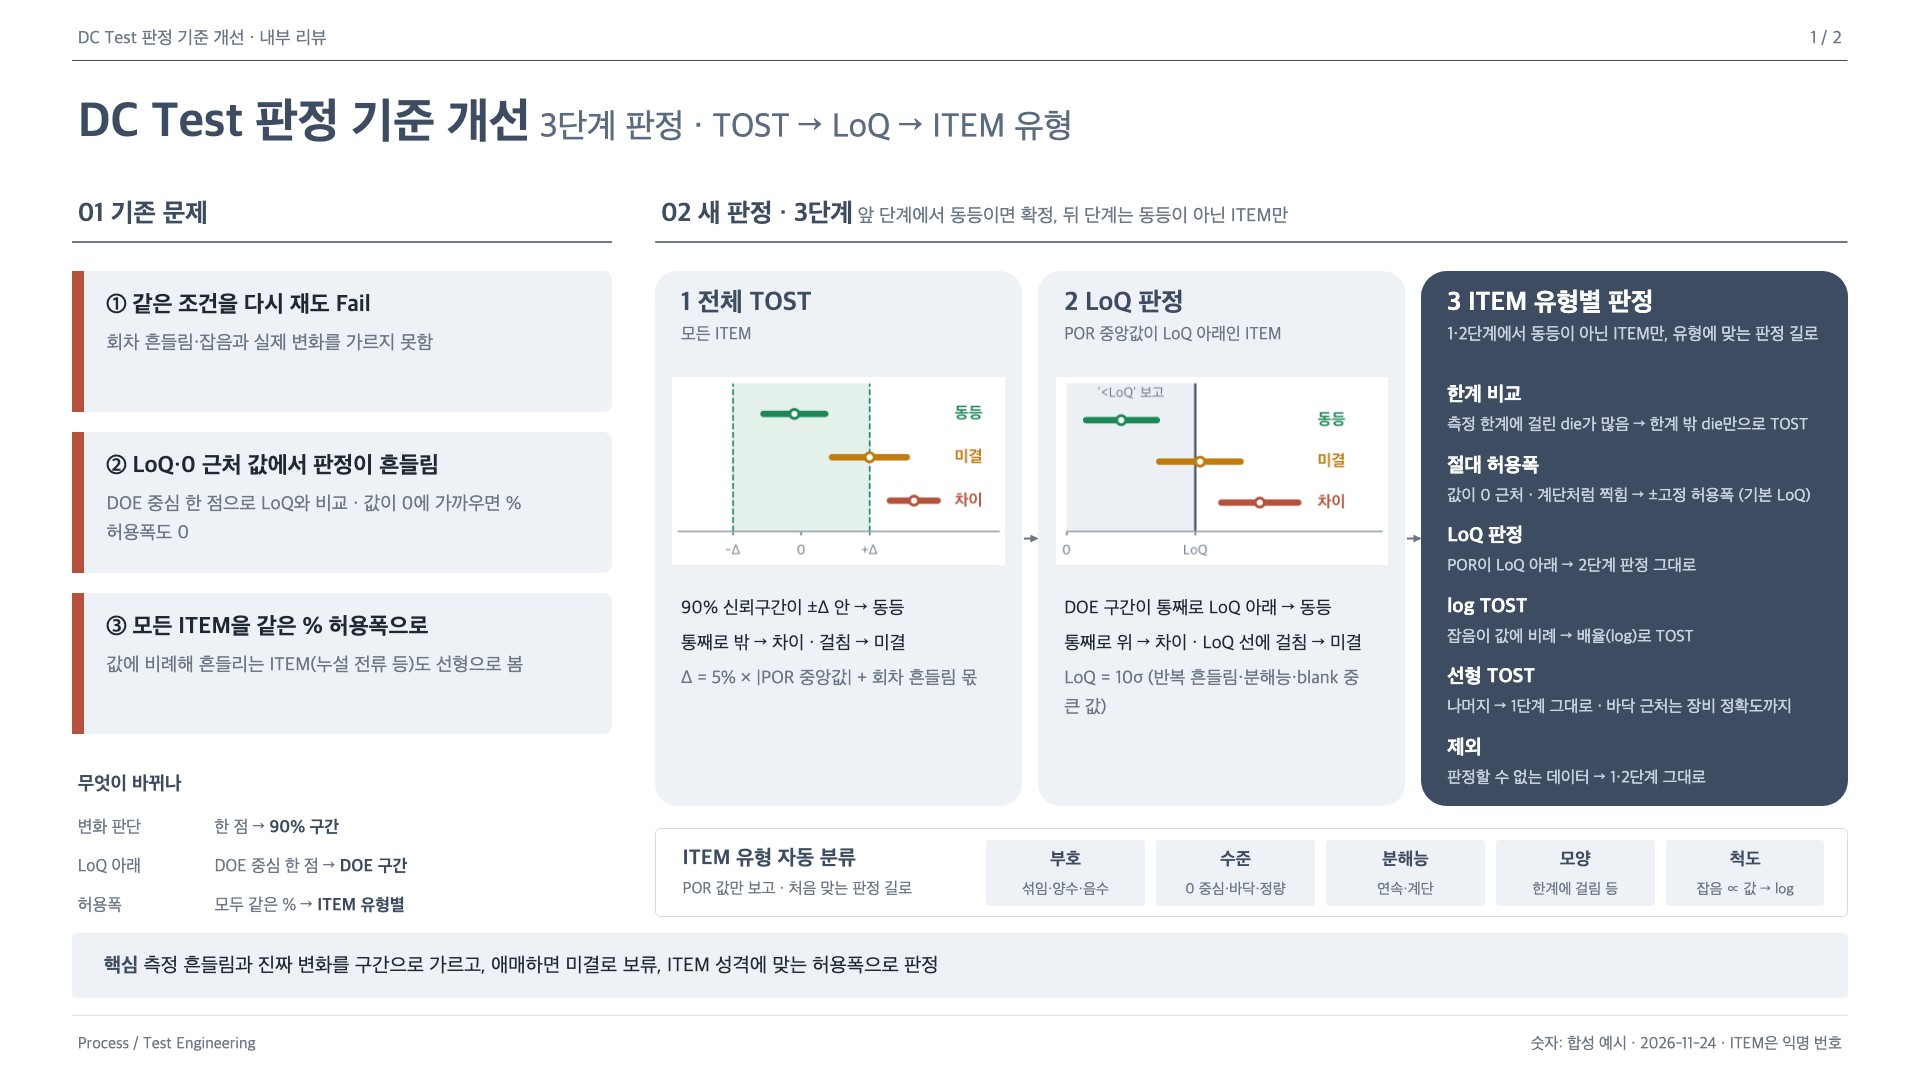 DC Test 판정 기준 개선 · 내부 리뷰
1 / 2
DC Test 판정 기준 개선 3단계 판정 · TOST → LoQ → ITEM 유형
01 기존 문제
① 같은 조건을 다시 재도 Fail
회차 흔들림·잡음과 실제 변화를 가르지 못함
② LoQ·0 근처 값에서 판정이 흔들림
DOE 중심 한 점으로 LoQ와 비교 · 값이 0에 가까우면 %
허용폭도 0
③ 모든 ITEM을 같은 % 허용폭으로
값에 비례해 흔들리는 ITEM(누설 전류 등)도 선형으로 봄
무엇이 바뀌나
변화 판단 한 점 → 90% 구간
LoQ 아래 DOE 중심 한 점 → DOE 구간
허용폭 모두 같은 % → ITEM 유형별
02 새 판정 · 3단계 앞 단계에서 동등이면 확정, 뒤 단계는 동등이 아닌 ITEM만
1 전체 TOST
모든 ITEM
동등
미결
차이
-Δ 0 +Δ
90% 신뢰구간이 ±Δ 안 → 동등
통째로 밖 → 차이 · 걸침 → 미결
Δ = 5% × |POR 중앙값| + 회차 흔들림 몫
2 LoQ 판정
POR 중앙값이 LoQ 아래인 ITEM
'<LoQ' 보고
동등
미결
차이
0 LoQ
DOE 구간이 통째로 LoQ 아래 → 동등
통째로 위 → 차이 · LoQ 선에 걸침 → 미결
LoQ = 10σ (반복 흔들림·분해능·blank 중
큰 값)
3 ITEM 유형별 판정
1·2단계에서 동등이 아닌 ITEM만, 유형에 맞는 판정 길로
한계 비교
측정 한계에 걸린 die가 많음 → 한계 밖 die만으로 TOST
절대 허용폭
값이 0 근처 · 계단처럼 찍힘 → ±고정 허용폭 (기본 LoQ)
LoQ 판정
POR이 LoQ 아래 → 2단계 판정 그대로
log TOST
잡음이 값에 비례 → 배율(log)로 TOST
선형 TOST
나머지 → 1단계 그대로 · 바닥 근처는 장비 정확도까지
제외
판정할 수 없는 데이터 → 1·2단계 그대로
ITEM 유형 자동 분류
POR 값만 보고 · 처음 맞는 판정 길로
부호
섞임·양수·음수
수준
0 중심·바닥·정량
분해능
연속·계단
모양
한계에 걸림 등
척도
잡음 ∝ 값 → log
핵심 측정 흔들림과 진짜 변화를 구간으로 가르고, 애매하면 미결로 보류, ITEM 성격에 맞는 허용폭으로 판정
Process / Test Engineering
숫자: 합성 예시 · 2026-11-24 · ITEM은 익명 번호